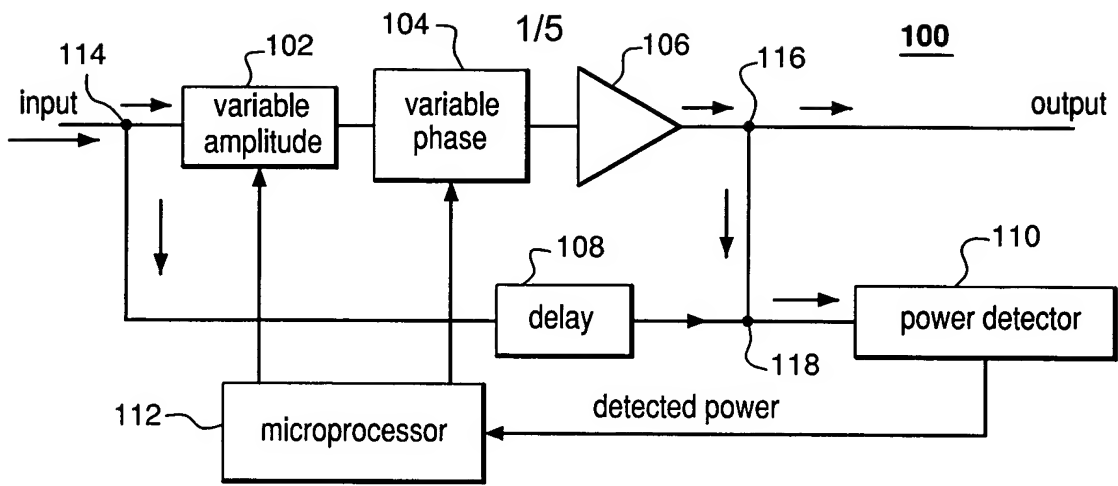 1/5
100
102
104
106
114
116
input
variable
amplitude
variable
phase
output
108
110
delay
power detector
118
112
microprocessor
detected power